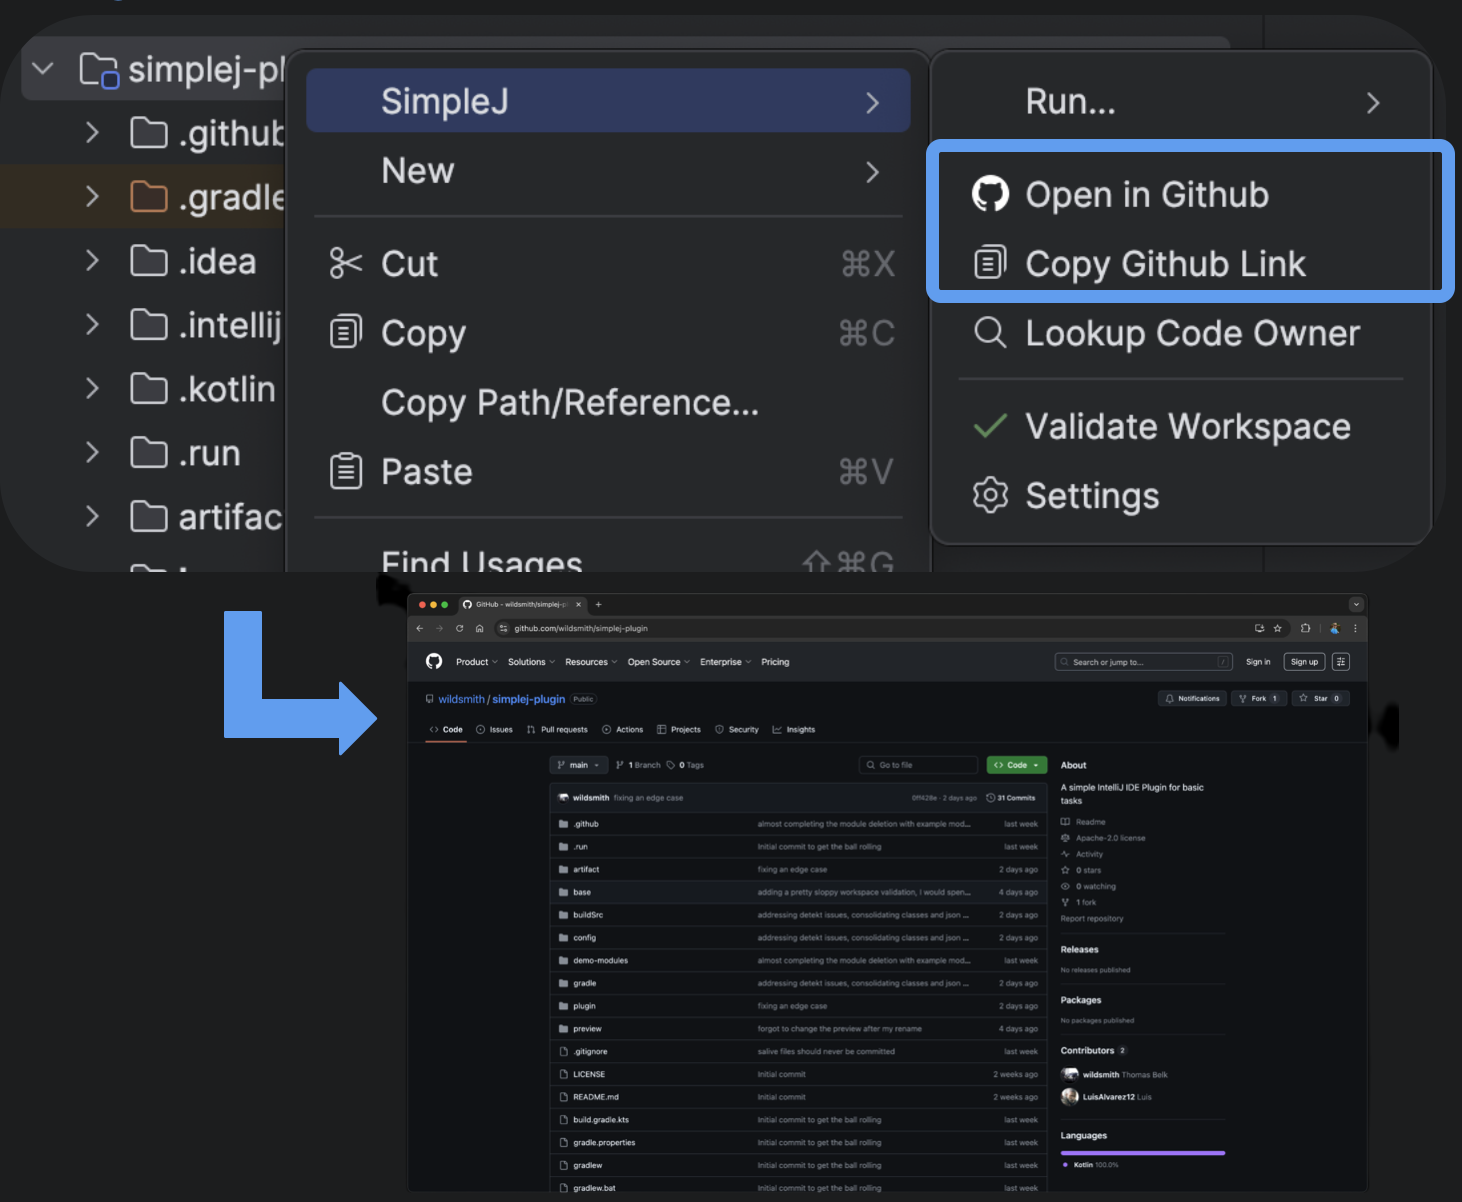 simplej-pl
.github
.gradle
.idea
.intellij
.kotlin
.run
artifac
SimpleJ
New
Cut ⌘X
Copy ⌘C
Copy Path/Reference...
Paste ⌘V
Find Usages ⇧⌘G
Run...
Open in Github
Copy Github Link
Lookup Code Owner
Validate Workspace
Settings
GitHub - wildsmith/simplej-pl
github.com/wildsmith/simplej-plugin
Product Solutions Resources Open Source Enterprise Pricing
Search or jump to... /
Sign in Sign up
wildsmith / simplej-plugin Public
Notifications Fork 1 Star 0
Code Issues Pull requests Actions Projects Security Insights
main 1 Branch 0 Tags
Go to file
Code
wildsmith fixing an edge case 0ff428e · 2 days ago 31 Commits
.github almost completing the module deletion with example mod... last week
.run Initial commit to get the ball rolling last week
artifact fixing an edge case 2 days ago
base adding a pretty sloppy workspace validation, I would spen... 4 days ago
buildSrc addressing detekt issues, consolidating classes and json ... 2 days ago
config addressing detekt issues, consolidating classes and json ... 2 days ago
demo-modules almost completing the module deletion with example mod... last week
gradle addressing detekt issues, consolidating classes and json ... 2 days ago
plugin fixing an edge case 2 days ago
preview forgot to change the preview after my rename 4 days ago
.gitignore salive files should never be committed last week
LICENSE Initial commit 2 weeks ago
README.md Initial commit 2 weeks ago
build.gradle.kts Initial commit to get the ball rolling last week
gradle.properties Initial commit to get the ball rolling last week
gradlew Initial commit to get the ball rolling last week
gradlew.bat Initial commit to get the ball rolling last week
About
A simple IntelliJ IDE Plugin for basic
tasks
Readme
Apache-2.0 license
Activity
0 stars
0 watching
1 fork
Report repository
Releases
No releases published
Packages
No packages published
Contributors 2
wildsmith Thomas Belk
LuisAlvarez12 Luis
Languages
Kotlin 100.0%